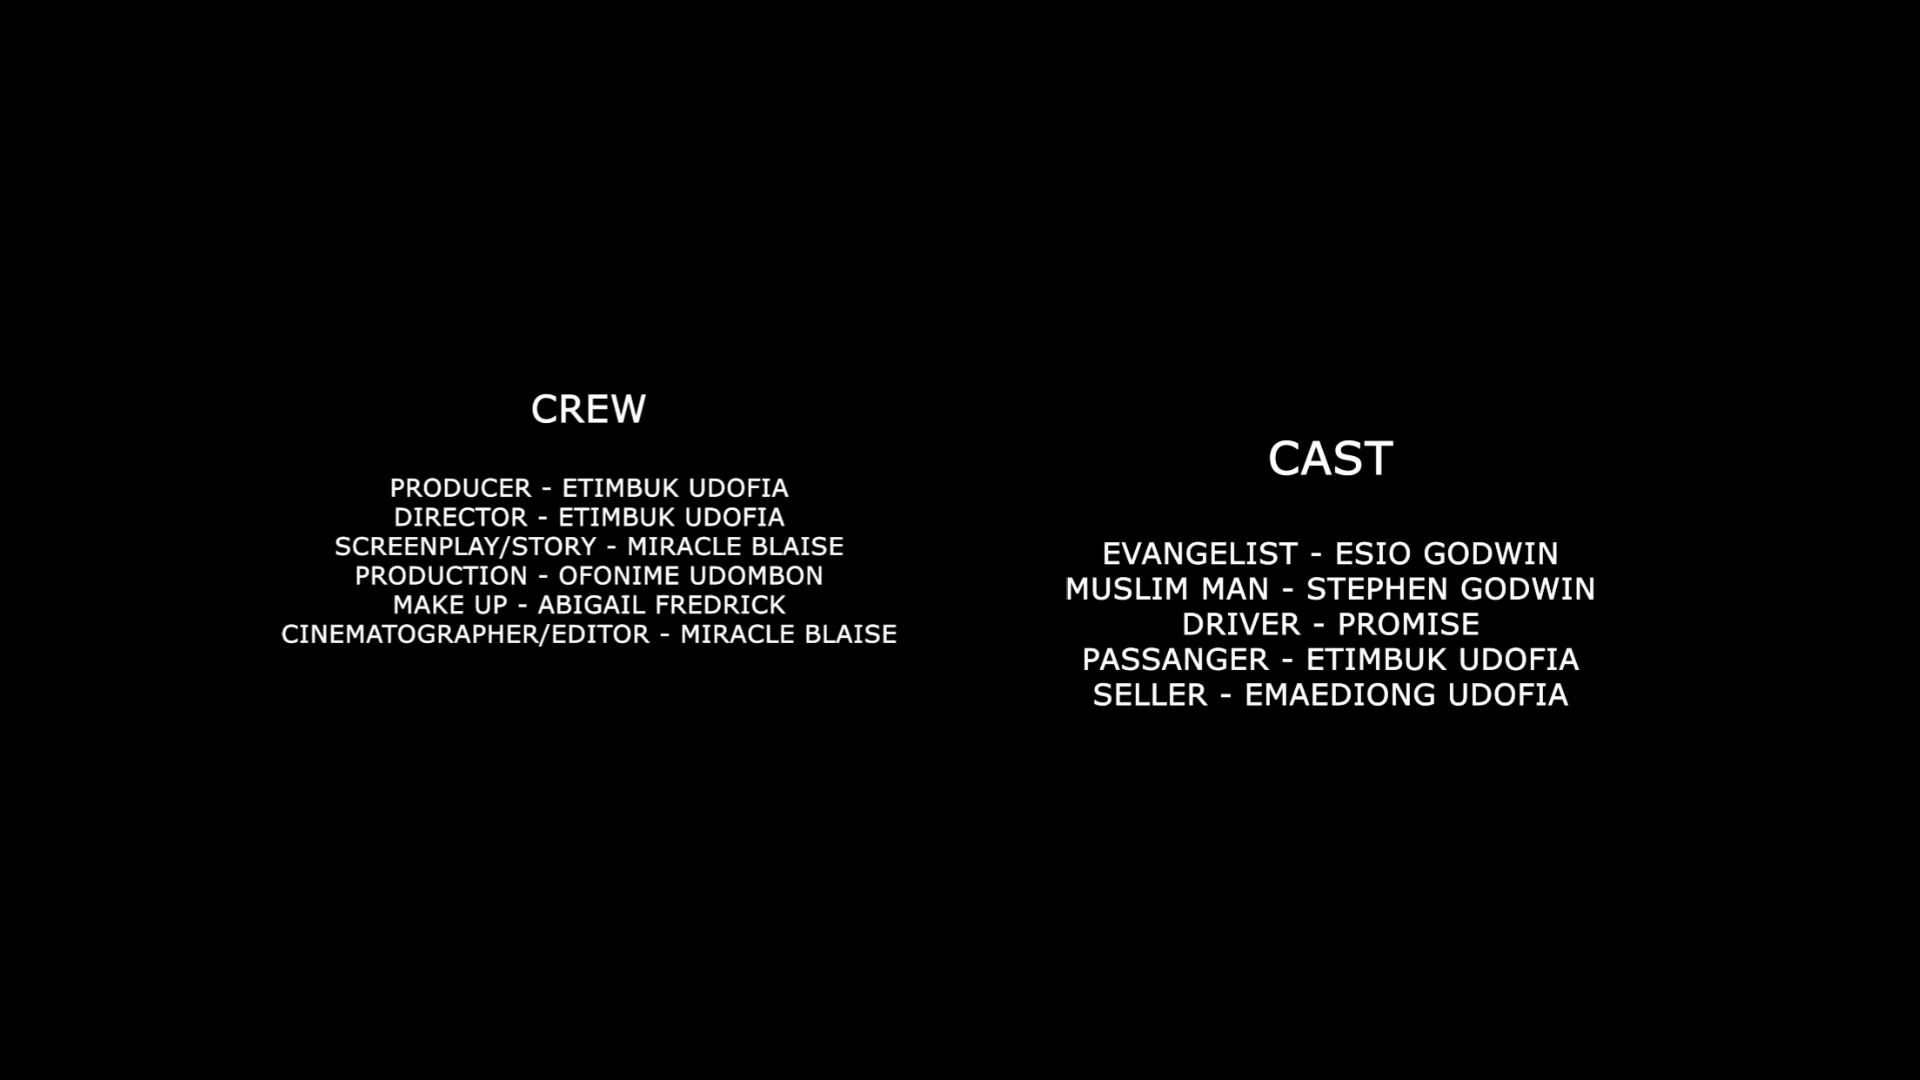 CREW
PRODUCER - ETIMBUK UDOFIA
DIRECTOR - ETIMBUK UDOFIA
SCREENPLAY/STORY - MIRACLE BLAISE
PRODUCTION - OFONIME UDOMBON
MAKE UP - ABIGAIL FREDRICK
CINEMATOGRAPHER/EDITOR - MIRACLE BLAISE
CAST
EVANGELIST - ESIO GODWIN
MUSLIM MAN - STEPHEN GODWIN
DRIVER - PROMISE
PASSANGER - ETIMBUK UDOFIA
SELLER - EMAEDIONG UDOFIA